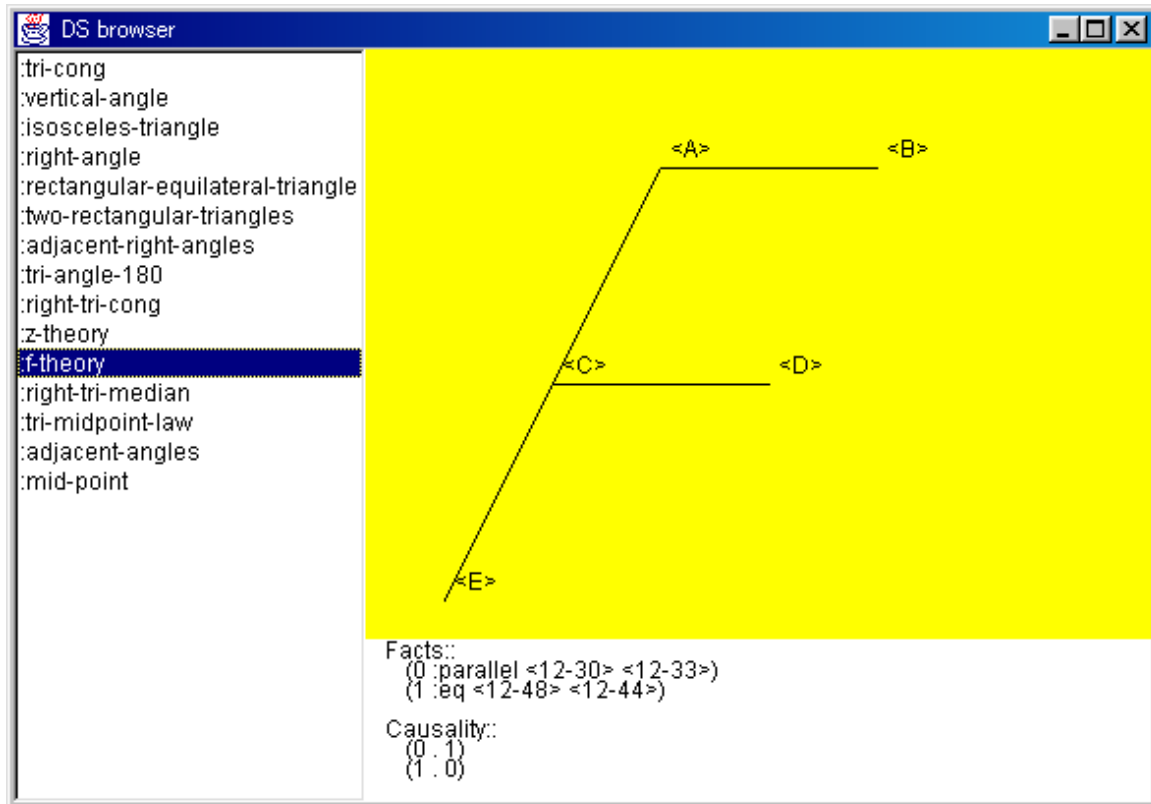 DS browser
:tri-cong
:vertical-angle
:isosceles-triangle
:right-angle
:rectangular-equilateral-triangle
:two-rectangular-triangles
:adjacent-right-angles
:tri-angle-180
:right-tri-cong
:z-theory
:f-theory
:right-tri-median
:tri-midpoint-law
:adjacent-angles
:mid-point
<A> <B>
<C> <D>
<E>
Facts::
(0 :parallel <12-30> <12-33>)
(1 :eq <12-48> <12-44>)
Causality::
(0 . 1)
(1 . 0)